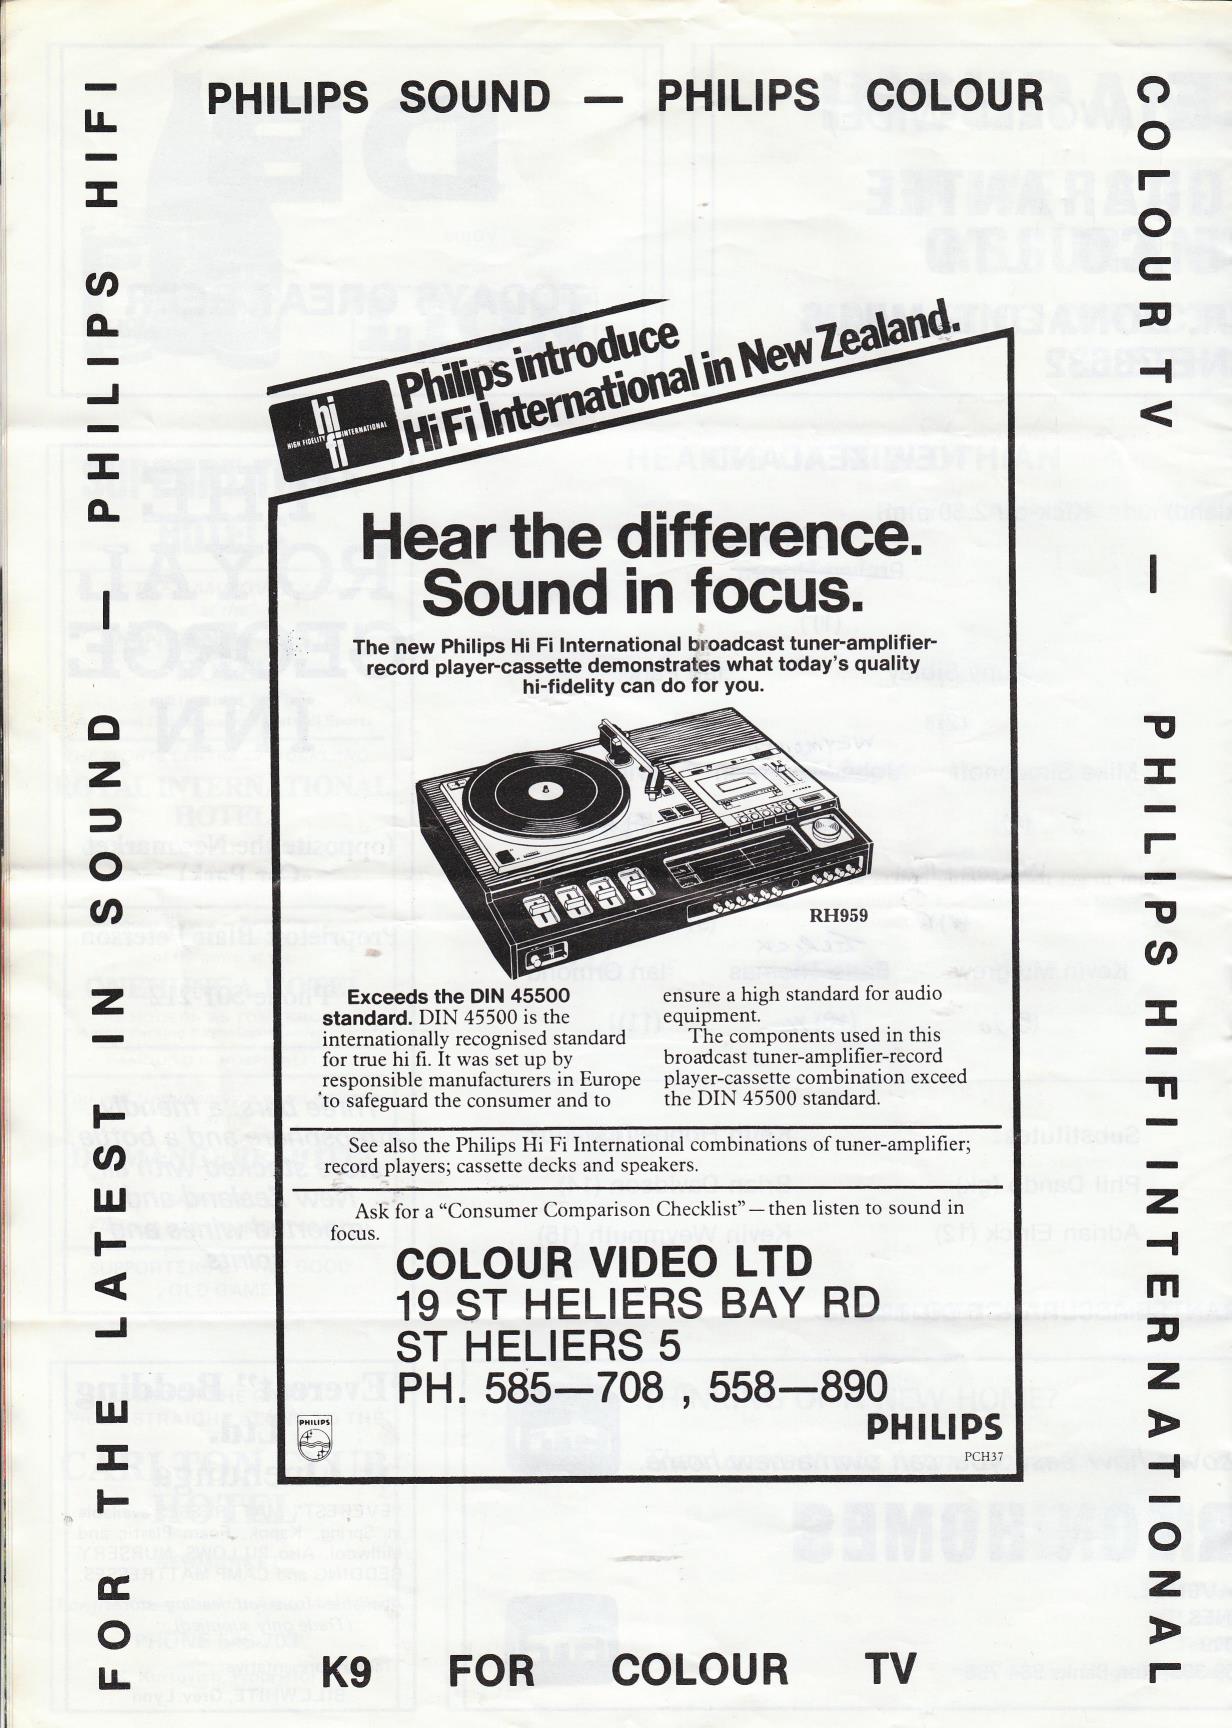 PHILIPS SOUND — PHILIPS COLOUR
FOR THE LATEST IN SOUND — PHILIPS HIFI
COLOURTV — PHILIPS HIFI INTERNATIONAL
Philips introduce
HiFi International in New Zealand.
hi
HIGH FIDELITY INTERNATIONAL
fi
Hear the difference.
Sound in focus.
The new Philips Hi Fi International broadcast tuner-amplifier-
record player-cassette demonstrates what today's quality
hi-fidelity can do for you.
RH959
Exceeds the DIN 45500
standard. DIN 45500 is the
internationally recognised standard
for true hi fi. It was set up by
responsible manufacturers in Europe
to safeguard the consumer and to
ensure a high standard for audio
equipment.
The components used in this
broadcast tuner-amplifier-record
player-cassette combination exceed
the DIN 45500 standard.
See also the Philips Hi Fi International combinations of tuner-amplifier;
record players; cassette decks and speakers.
Ask for a “Consumer Comparison Checklist” — then listen to sound in
focus.
COLOUR VIDEO LTD
19 ST HELIERS BAY RD
ST HELIERS 5
PH. 585—708 , 558—890
PHILIPS
PHILIPS
PCH37
K9 FOR COLOUR TV